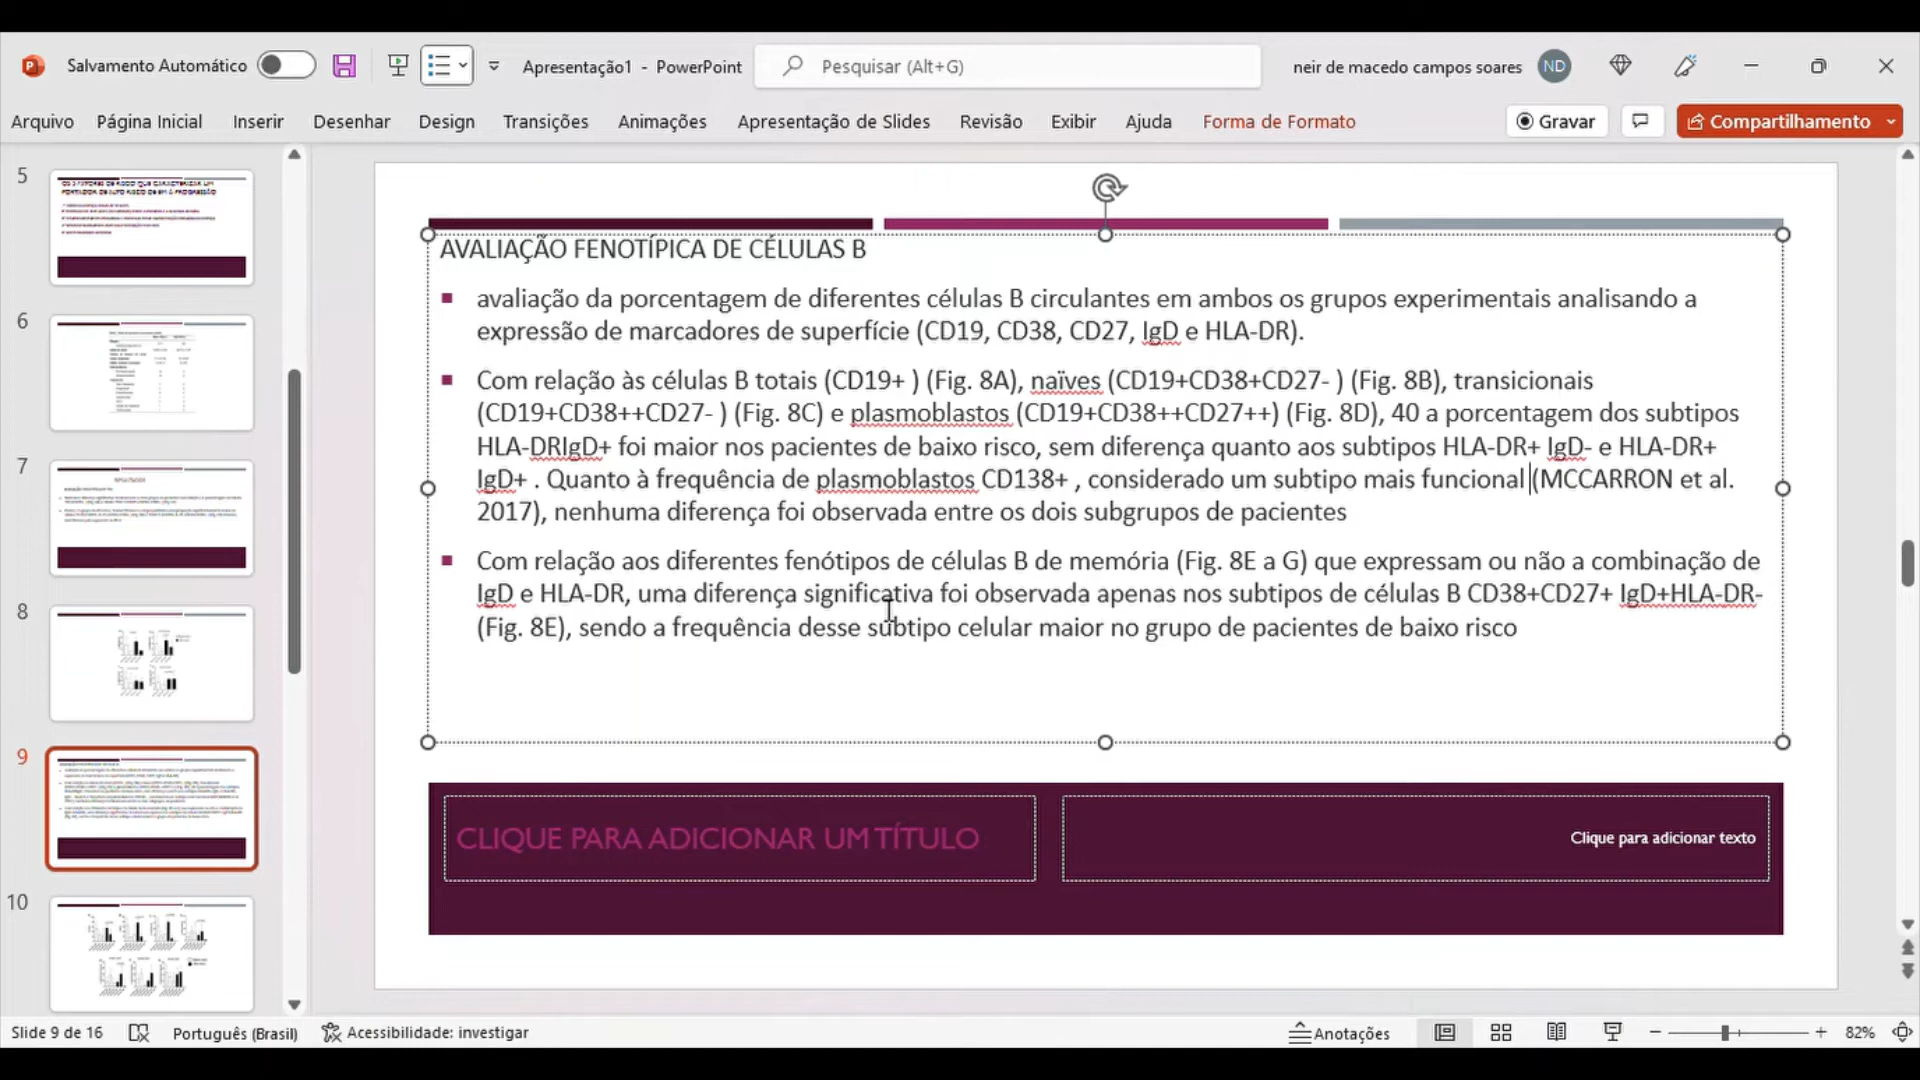 Salvamento Automático
Apresentação1 - PowerPoint
Pesquisar (Alt+G)
neir de macedo campos soares
ND
Arquivo
Página Inicial
Inserir
Desenhar
Design
Transições
Animações
Apresentação de Slides
Revisão
Exibir
Ajuda
Forma de Formato
Gravar
Compartilhamento
5
6
7
8
9
10
AVALIAÇÃO FENOTÍPICA DE CÉLULAS B
avaliação da porcentagem de diferentes células B circulantes em ambos os grupos experimentais analisando a
expressão de marcadores de superfície (CD19, CD38, CD27, IgD e HLA-DR).
Com relação às células B totais (CD19+ ) (Fig. 8A), naïves (CD19+CD38+CD27- ) (Fig. 8B), transicionais
(CD19+CD38++CD27- ) (Fig. 8C) e plasmoblastos (CD19+CD38++CD27++) (Fig. 8D), 40 a porcentagem dos subtipos
HLA-DRIgD+ foi maior nos pacientes de baixo risco, sem diferença quanto aos subtipos HLA-DR+ IgD- e HLA-DR+
IgD+ . Quanto à frequência de plasmoblastos CD138+ , considerado um subtipo mais funcional (MCCARRON et al.
2017), nenhuma diferença foi observada entre os dois subgrupos de pacientes
Com relação aos diferentes fenótipos de células B de memória (Fig. 8E a G) que expressam ou não a combinação de
IgD e HLA-DR, uma diferença significativa foi observada apenas nos subtipos de células B CD38+CD27+ IgD+HLA-DR-
(Fig. 8E), sendo a frequência desse subtipo celular maior no grupo de pacientes de baixo risco
CLIQUE PARA ADICIONAR UM TÍTULO
Clique para adicionar texto
Slide 9 de 16
Português (Brasil)
Acessibilidade: investigar
Anotações
82%